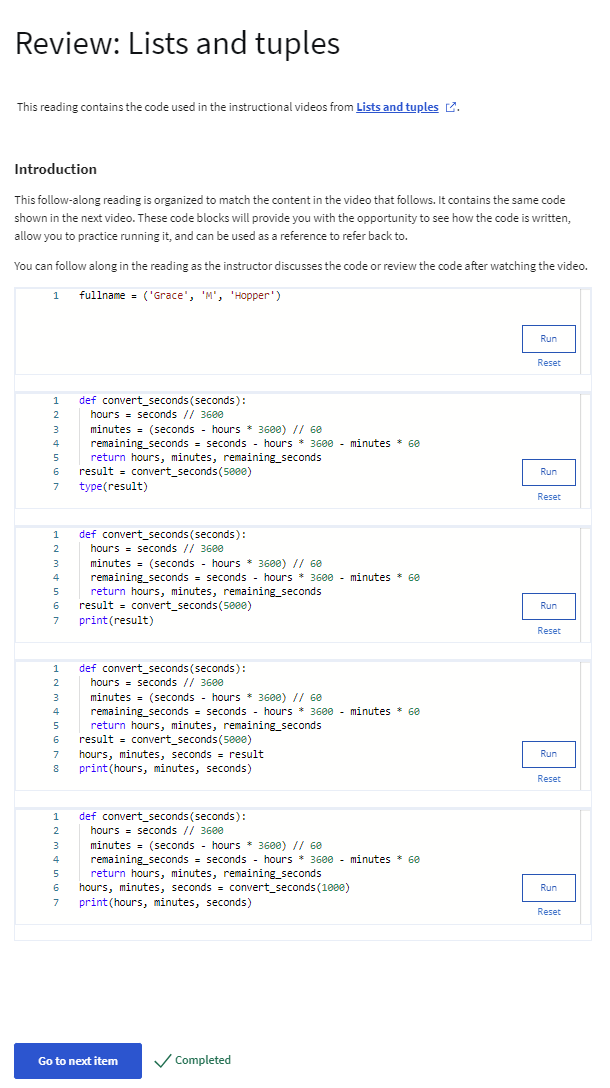 Review: Lists and tuples
This reading contains the code used in the instructional videos from Lists and tuples.
Introduction
This follow-along reading is organized to match the content in the video that follows. It contains the same code
shown in the next video. These code blocks will provide you with the opportunity to see how the code is written,
allow you to practice running it, and can be used as a reference to refer back to.
You can follow along in the reading as the instructor discusses the code or review the code after watching the video.
1 fullname = ('Grace', 'M', 'Hopper')
Run
Reset
1 def convert_seconds(seconds):
2 hours = seconds // 3600
3 minutes = (seconds - hours * 3600) // 60
4 remaining_seconds = seconds - hours * 3600 - minutes * 60
5 return hours, minutes, remaining_seconds
6 result = convert_seconds(5000)
7 type(result)
Run
Reset
1 def convert_seconds(seconds):
2 hours = seconds // 3600
3 minutes = (seconds - hours * 3600) // 60
4 remaining_seconds = seconds - hours * 3600 - minutes * 60
5 return hours, minutes, remaining_seconds
6 result = convert_seconds(5000)
7 print(result)
Run
Reset
1 def convert_seconds(seconds):
2 hours = seconds // 3600
3 minutes = (seconds - hours * 3600) // 60
4 remaining_seconds = seconds - hours * 3600 - minutes * 60
5 return hours, minutes, remaining_seconds
6 result = convert_seconds(5000)
7 hours, minutes, seconds = result
8 print(hours, minutes, seconds)
Run
Reset
1 def convert_seconds(seconds):
2 hours = seconds // 3600
3 minutes = (seconds - hours * 3600) // 60
4 remaining_seconds = seconds - hours * 3600 - minutes * 60
5 return hours, minutes, remaining_seconds
6 hours, minutes, seconds = convert_seconds(1000)
7 print(hours, minutes, seconds)
Run
Reset
Go to next item
Completed